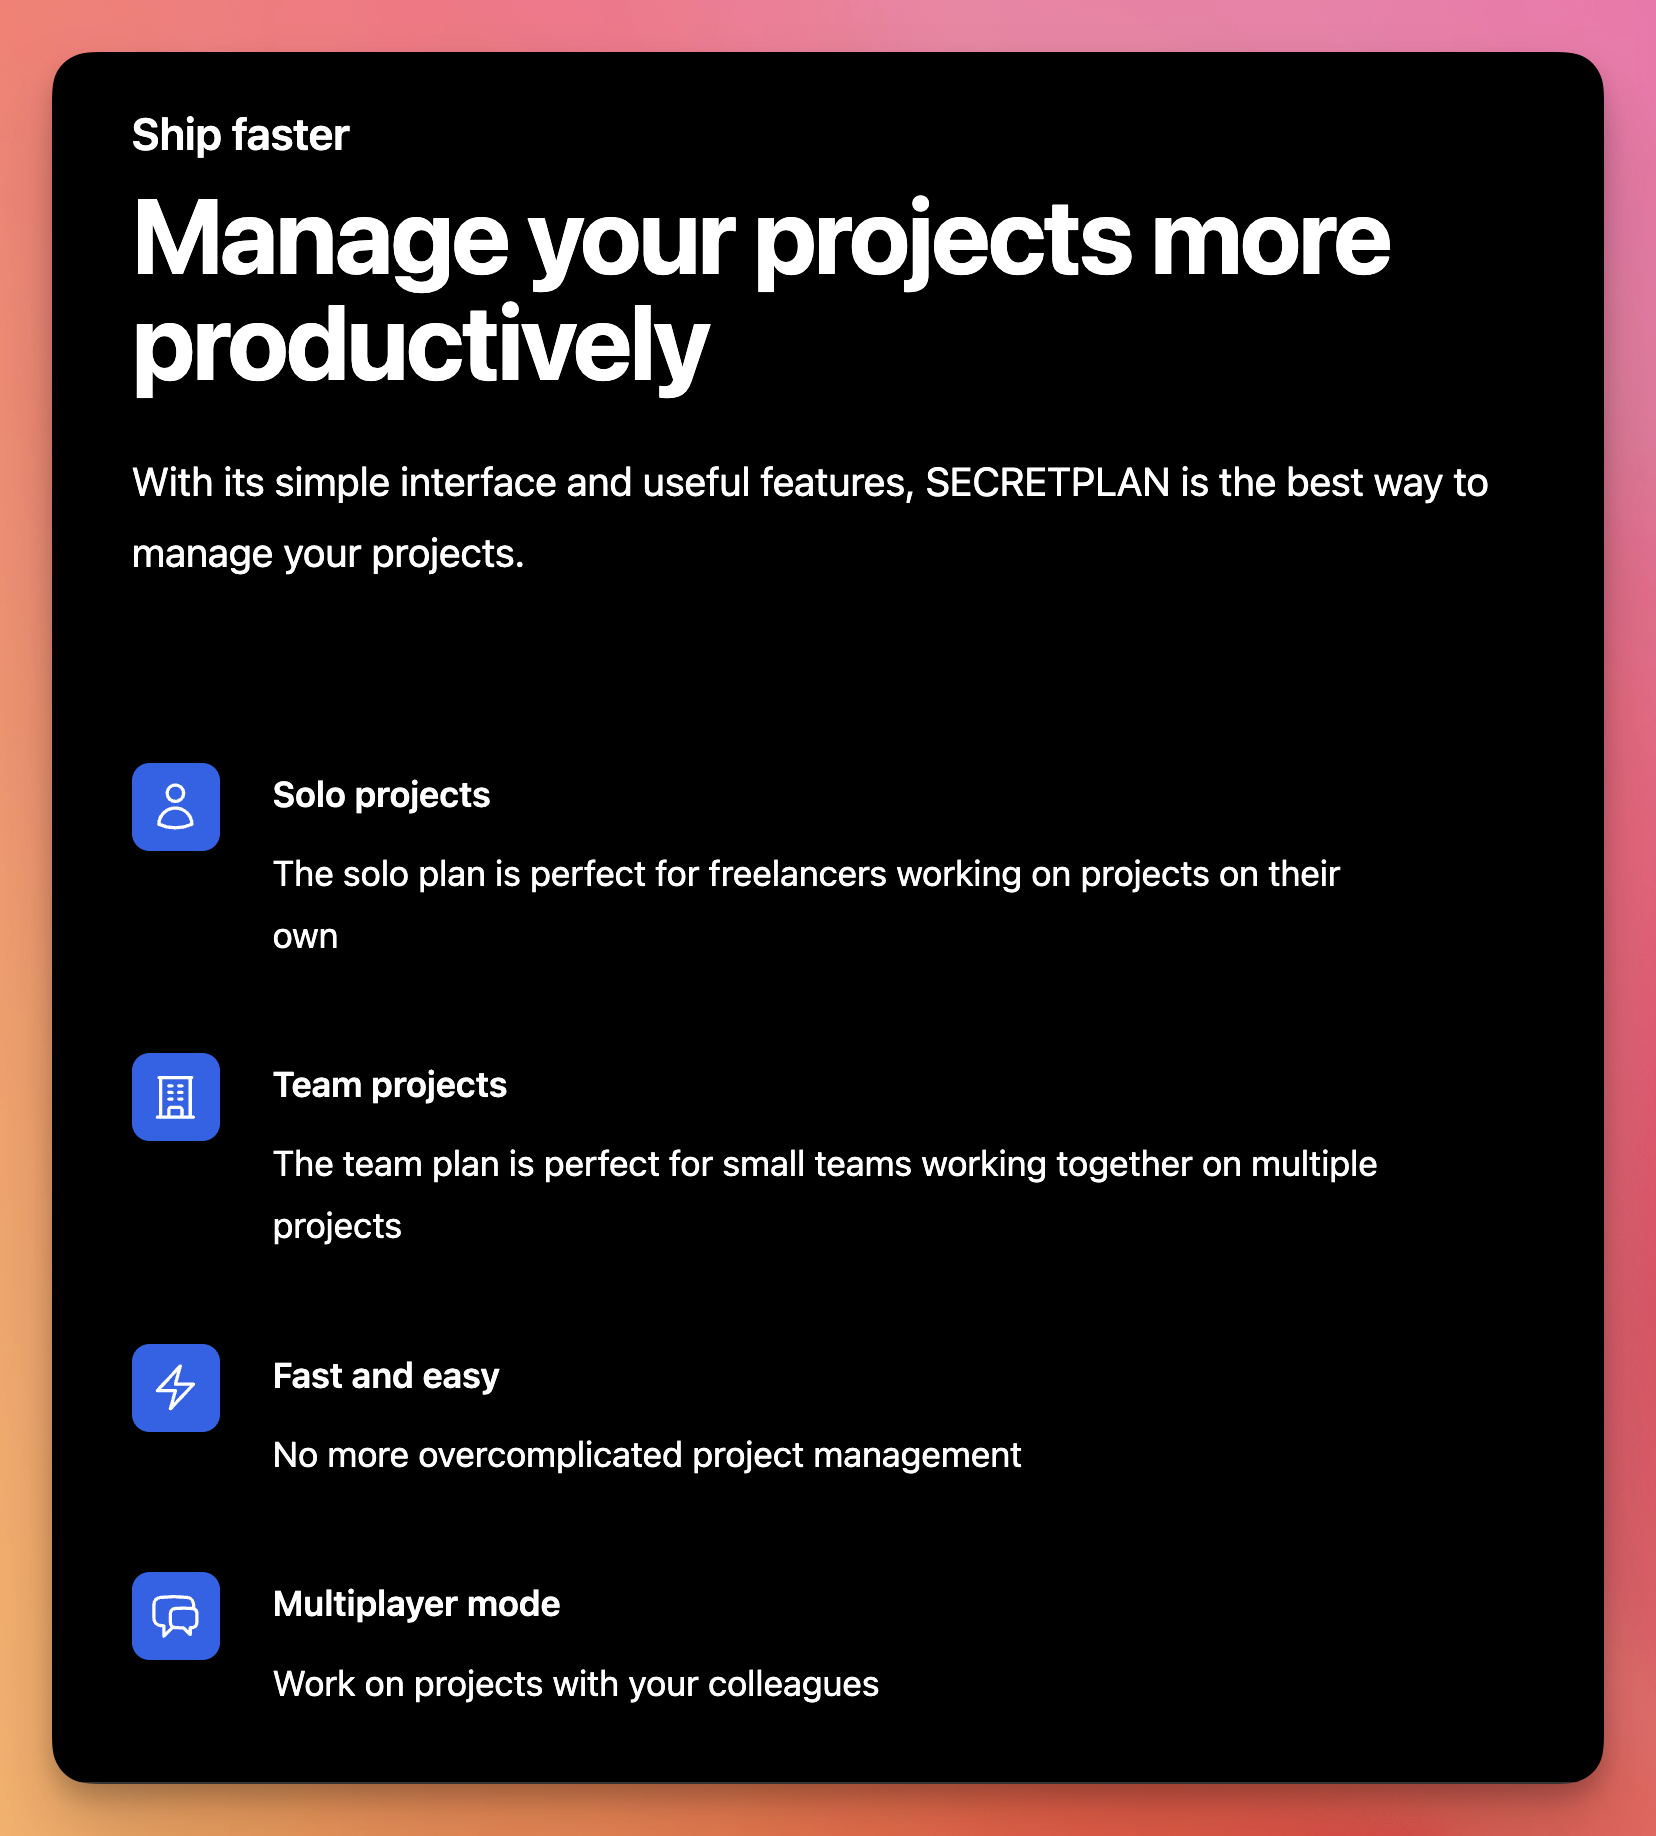 Ship faster
Manage your projects more
productively
With its simple interface and useful features, SECRETPLAN is the best way to
manage your projects.
Solo projects
The solo plan is perfect for freelancers working on projects on their
own
Team projects
The team plan is perfect for small teams working together on multiple
projects
Fast and easy
No more overcomplicated project management
Multiplayer mode
Work on projects with your colleagues